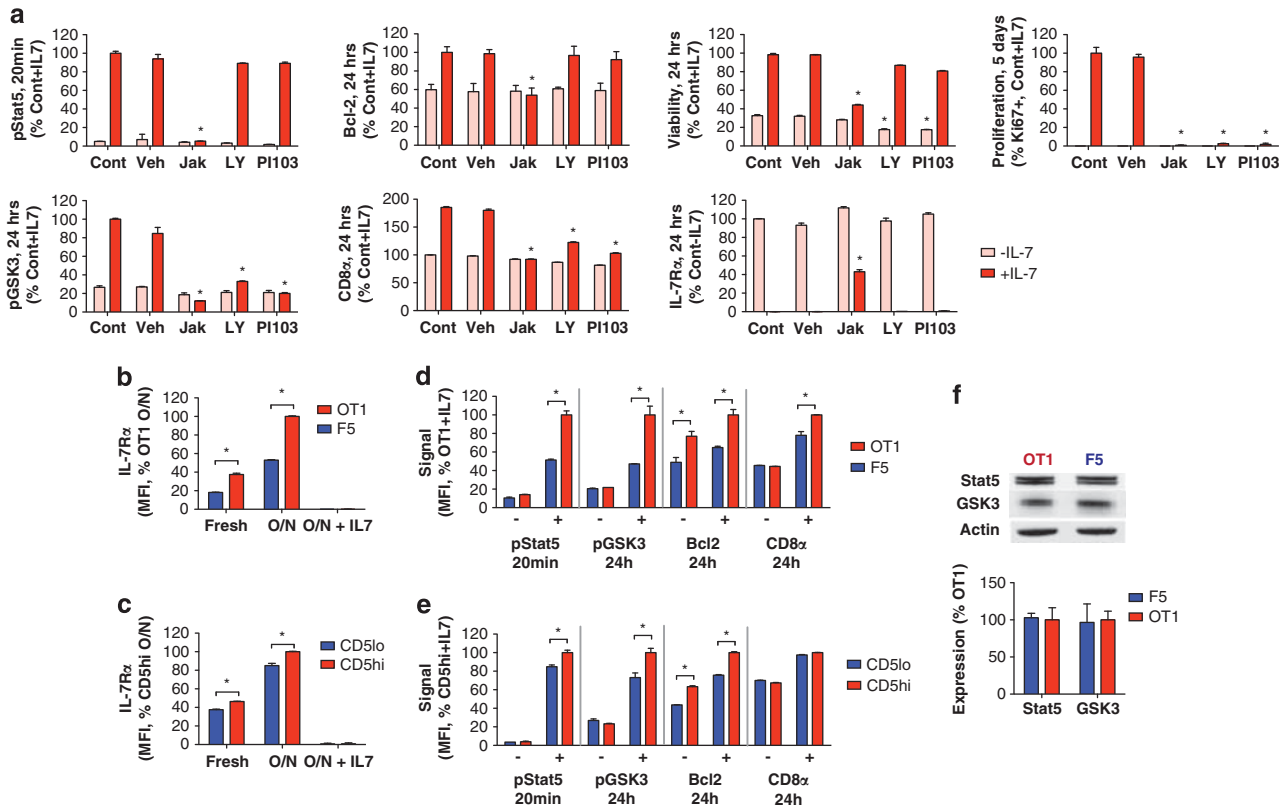 a
pStat5, 20min
(% Cont+IL7)
120
100
80
60
40
20
0
Cont Veh Jak LY PI103
*
Bcl-2, 24 hrs
(% Cont+IL7)
120
100
80
60
40
20
0
Cont Veh Jak LY PI103
*
Viability, 24 hrs
(% Cont+IL7)
120
100
80
60
40
20
0
Cont Veh Jak LY PI103
* * *
Proliferation, 5 days
(% Ki67+, Cont+IL7)
120
100
80
60
40
20
0
Cont Veh Jak LY PI103
* * *
pGSK3, 24 hrs
(% Cont+IL7)
120
100
80
60
40
20
0
Cont Veh Jak LY PI103
* * *
CD8α, 24 hrs
(% Cont+IL7)
200
150
100
50
0
Cont Veh Jak LY PI103
* * *
IL-7Rα, 24 hrs
(% Cont-IL7)
120
100
80
60
40
20
0
Cont Veh Jak LY PI103
*
-IL-7
+IL-7
b
IL-7Rα
(MFI, % OT1 O/N)
120
100
80
60
40
20
0
Fresh O/N O/N + IL7
* *
OT1
F5
c
IL-7Rα
(MFI, % CD5hi O/N)
120
100
80
60
40
20
0
Fresh O/N O/N + IL7
* *
CD5lo
CD5hi
d
Signal
(MFI, % OT1+IL7)
120
100
80
60
40
20
0
* * * * *
- + - + - + - +
pStat5 pGSK3 Bcl2 CD8α
20min 24h 24h 24h
OT1
F5
e
Signal
(MFI, % CD5hi+IL7)
120
100
80
60
40
20
0
* * * *
- + - + - + - +
pStat5 pGSK3 Bcl2 CD8α
20min 24h 24h 24h
CD5lo
CD5hi
f
OT1 F5
Stat5
GSK3
Actin
Expression (% OT1)
150
100
50
0
Stat5 GSK3
F5
OT1